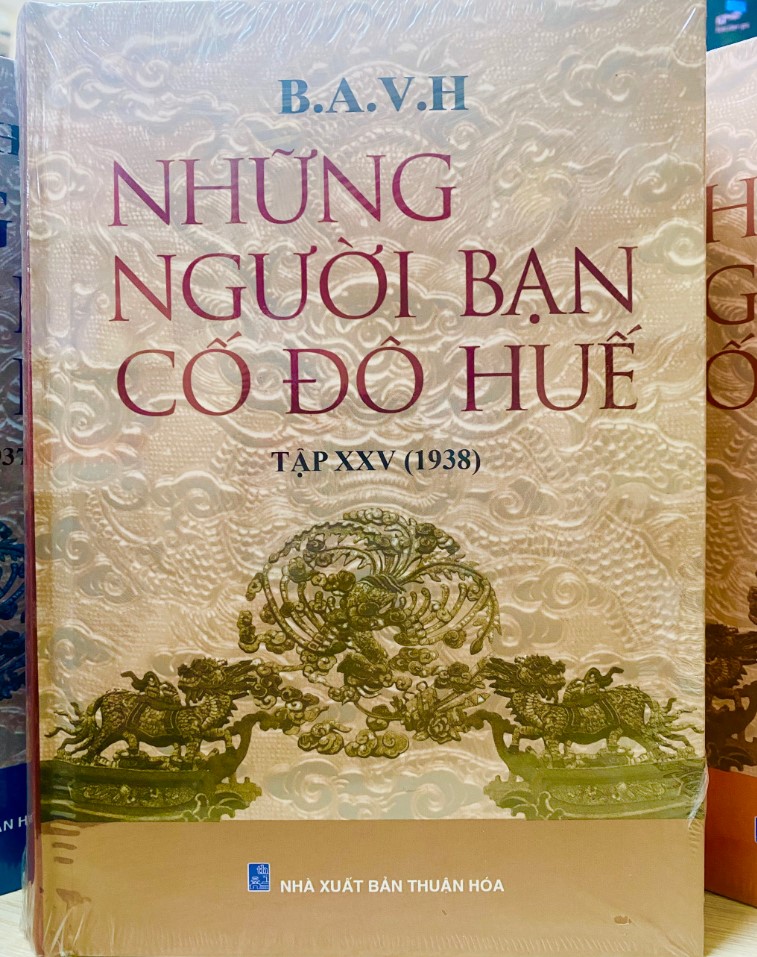 B.A.V.H
NHỮNG
NGƯỜI BẠN
CỐ ĐÔ HUẾ
TẬP XXV (1938)
NHÀ XUẤT BẢN THUẬN HÓA